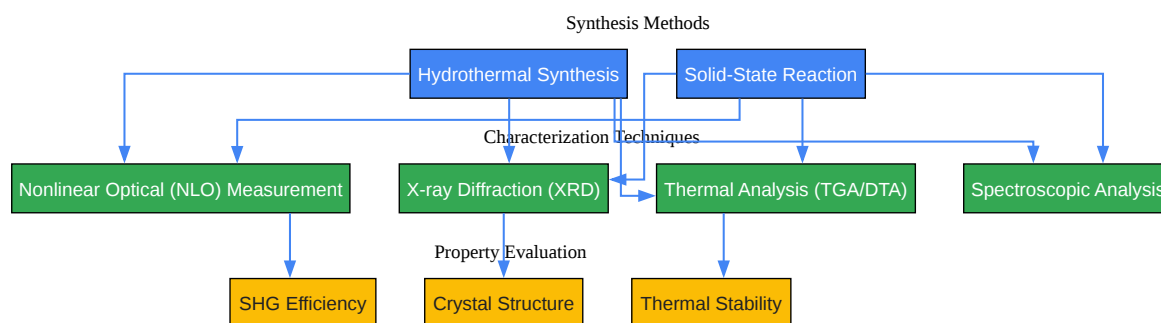 Synthesis Methods
Hydrothermal Synthesis
Solid-State Reaction
Characterization Techniques
Nonlinear Optical (NLO) Measurement
X-ray Diffraction (XRD)
Thermal Analysis (TGA/DTA)
Spectroscopic Analysis
Property Evaluation
SHG Efficiency
Crystal Structure
Thermal Stability